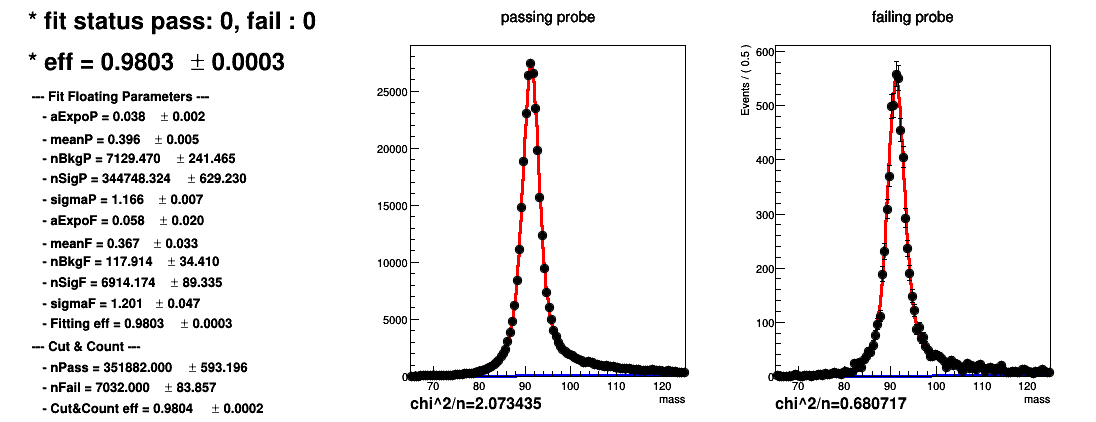 * fit status pass: 0, fail : 0
* eff = 0.9803 ± 0.0003
--- Fit Floating Parameters ---
- aExpoP = 0.038 ± 0.002
- meanP = 0.396 ± 0.005
- nBkgP = 7129.470 ± 241.465
- nSigP = 344748.324 ± 629.230
- sigmaP = 1.166 ± 0.007
- aExpoF = 0.058 ± 0.020
- meanF = 0.367 ± 0.033
- nBkgF = 117.914 ± 34.410
- nSigF = 6914.174 ± 89.335
- sigmaF = 1.201 ± 0.047
- Fitting eff = 0.9803 ± 0.0003
--- Cut & Count ---
- nPass = 351882.000 ± 593.196
- nFail = 7032.000 ± 83.857
- Cut&Count eff = 0.9804 ± 0.0002
passing probe
25000
20000
15000
10000
5000
0
70 80 90 100 110 120
mass
chi^2/n=2.073435
failing probe
Events / ( 0.5 )
600
500
400
300
200
100
0
70 80 90 100 110 120
mass
chi^2/n=0.680717